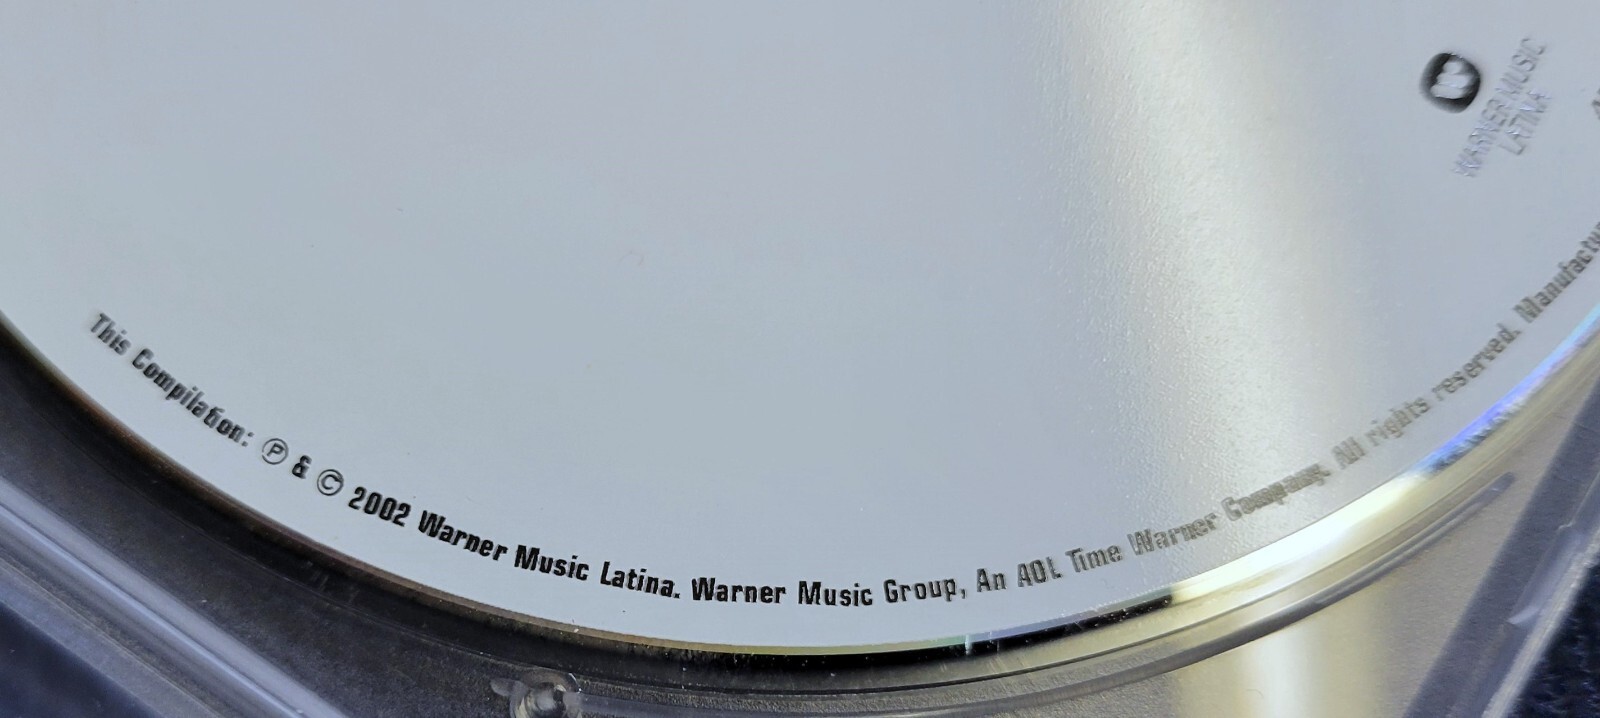 WARNER MUSIC
LATINA
This Compilation: ℗ & © 2002 Warner Music Latina. Warner Music Group, An AOL Time Warner Company. All rights reserved.